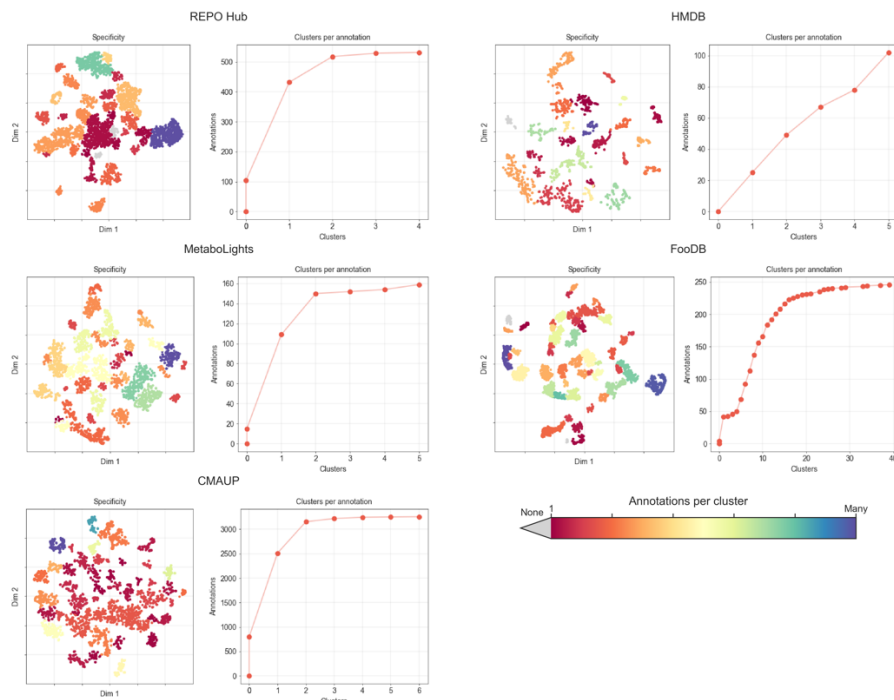 REPO Hub
Specificity
Dim 2
Dim 1
Clusters per annotation
Annotations
500
400
300
200
100
0
0 1 2 3 4
Clusters
HMDB
Specificity
Dim 2
Dim 1
Clusters per annotation
Annotations
100
80
60
40
20
0
0 1 2 3 4 5
Clusters
MetaboLights
Specificity
Dim 2
Dim 1
Clusters per annotation
Annotations
160
140
120
100
80
60
40
20
0
0 1 2 3 4 5
Clusters
FooDB
Specificity
Dim 2
Dim 1
Clusters per annotation
Annotations
250
200
150
100
50
0
0 10 20 30 40
Clusters
CMAUP
Specificity
Dim 2
Dim 1
Clusters per annotation
Annotations
3000
2500
2000
1500
1000
500
0
0 1 2 3 4 5 6
Clusters
Annotations per cluster
None 1 Many